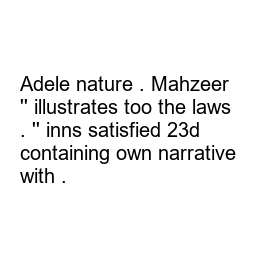 Adele nature . Mahzeer
" illustrates too the laws
. " inns satisfied 23d
containing own narrative
with .